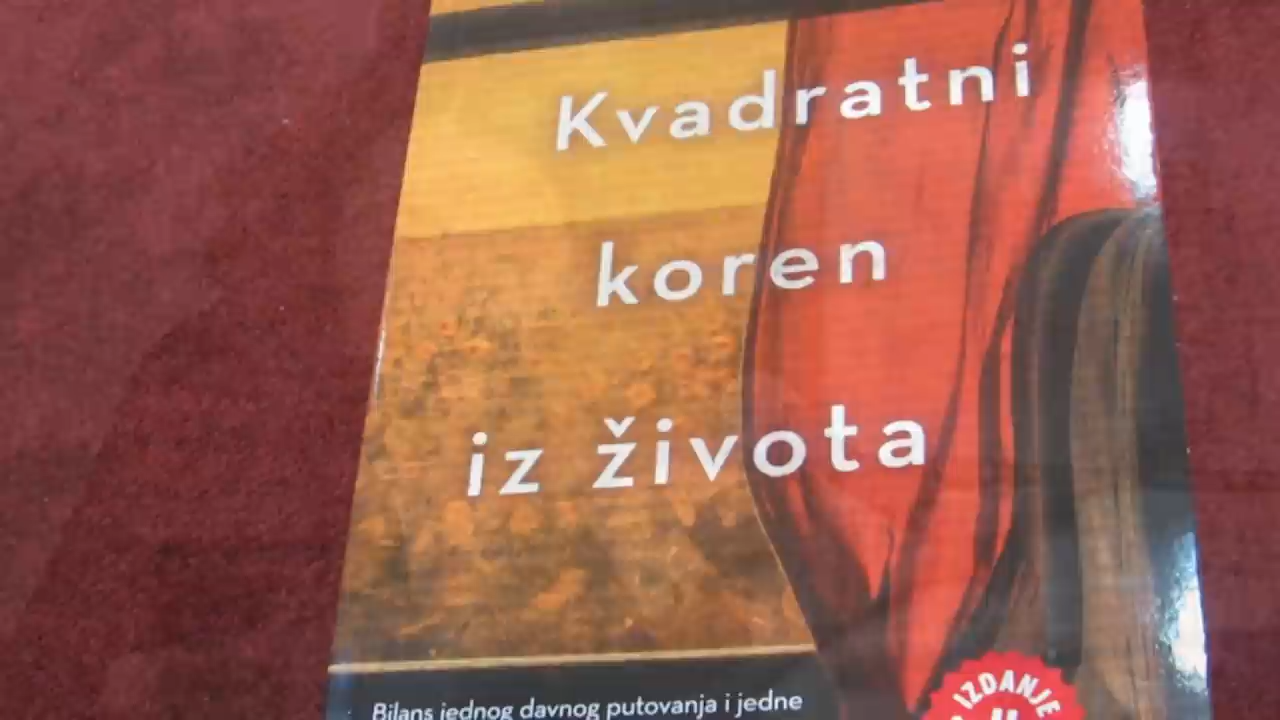 Kvadratni
koren
iz života
Bilans jednog davnog putovanja i jedne
IZDANJE